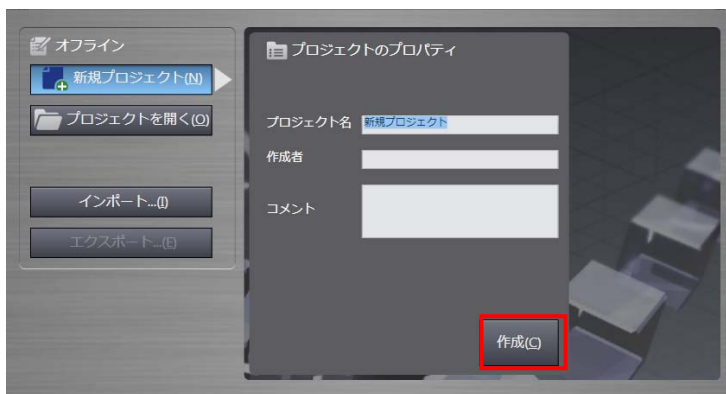 オフライン
新規プロジェクト(N)
プロジェクトを開く(O)
インポート...(I)
エクスポート...(E)
プロジェクトのプロパティ
プロジェクト名 新規プロジェクト
作成者
コメント
作成(C)